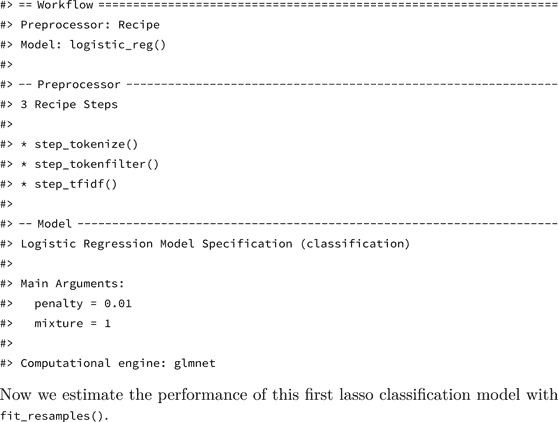 #> == Workflow ==================================================================
#> Preprocessor: Recipe
#> Model: logistic_reg()
#>
#> -- Preprocessor --------------------------------------------------------------
#> 3 Recipe Steps
#>
#> * step_tokenize()
#> * step_tokenfilter()
#> * step_tfidf()
#>
#> -- Model ---------------------------------------------------------------------
#> Logistic Regression Model Specification (classification)
#>
#> Main Arguments:
#>   penalty = 0.01
#>   mixture = 1
#>
#> Computational engine: glmnet
Now we estimate the performance of this first lasso classification model with
fit_resamples().